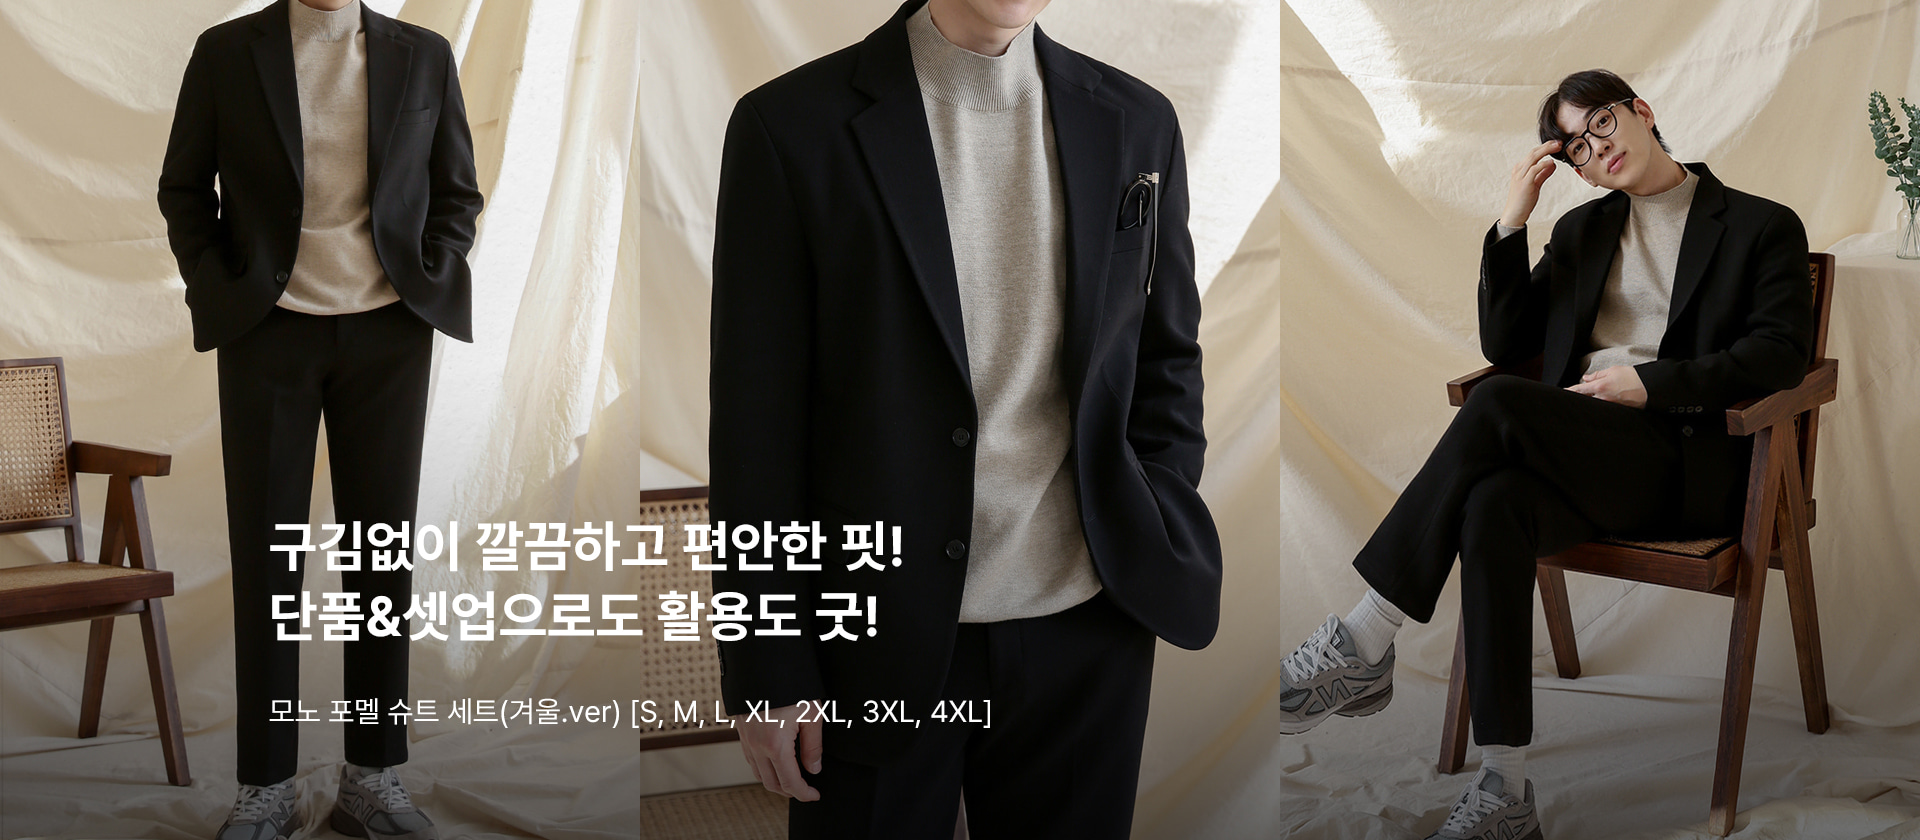 구김없이 깔끔하고 편안한 핏!
단품&셋업으로도 활용도 굿!
모노 포멜 슈트 세트(겨울.ver) [S, M, L, XL, 2XL, 3XL, 4XL]